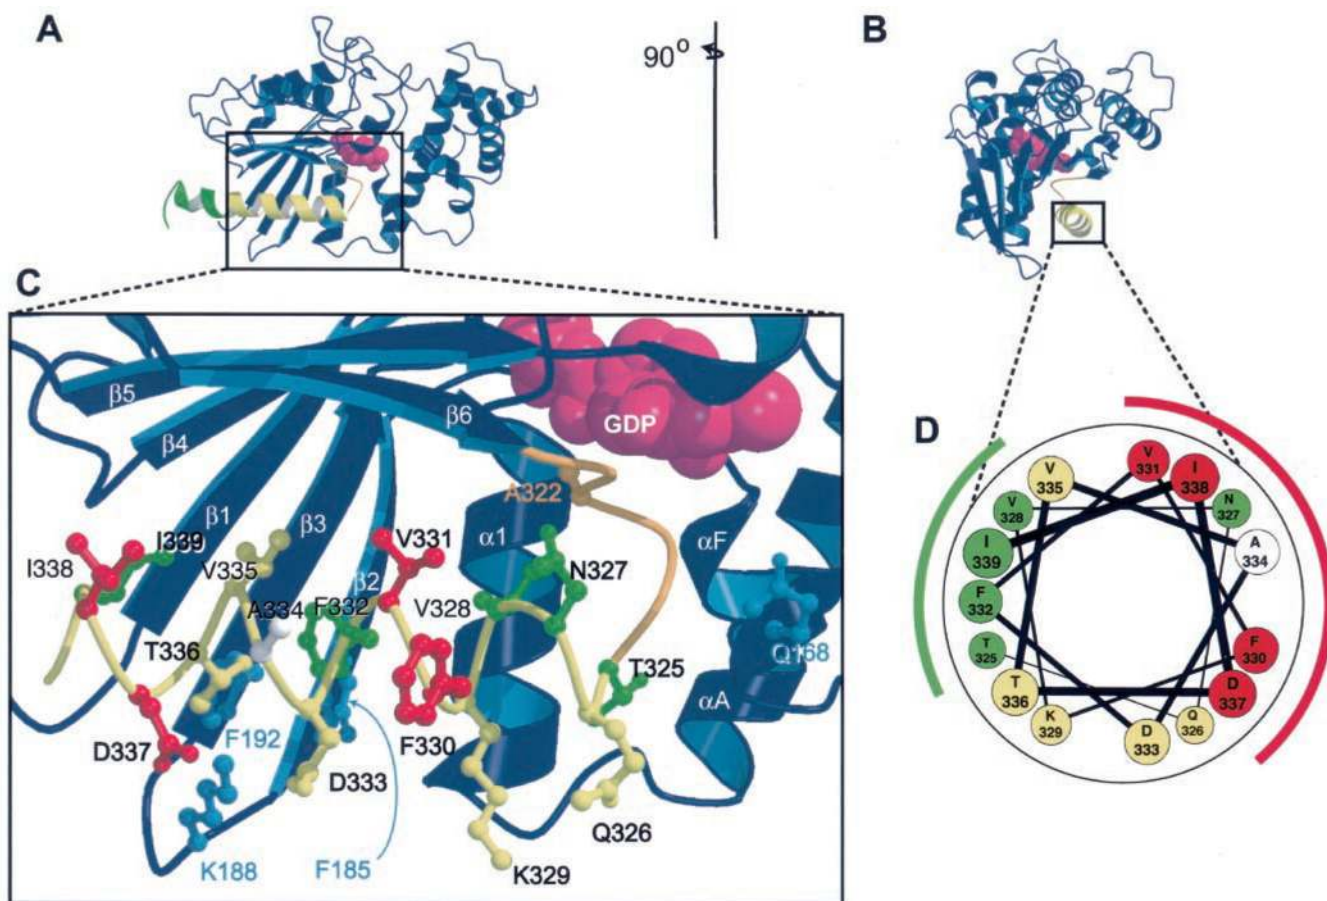 A
90°
B
C
β5
β6
GDP
β4
A322
β1
β3
α1
αF
I338
I339
V335
V331
N327
β2
A334
F332
V328
T336
T325
Q168
αA
D337
F192
F330
D333
Q326
K188
F185
K329
D
V
335
V
331
I
338
V
328
N
327
I
339
A
334
F
332
T
325
F
330
T
336
D
337
K
329
Q
326
D
333